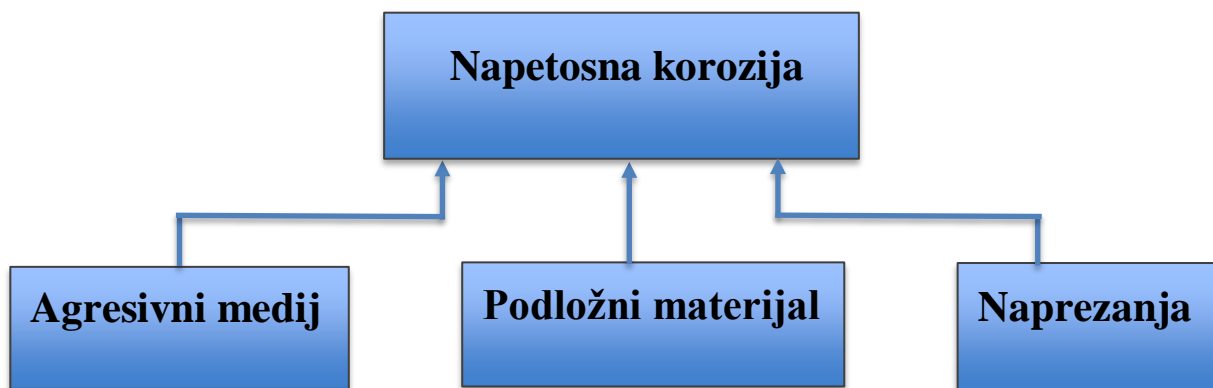 Napetosna korozija
Agresivni medij
Podložni materijal
Naprezanja